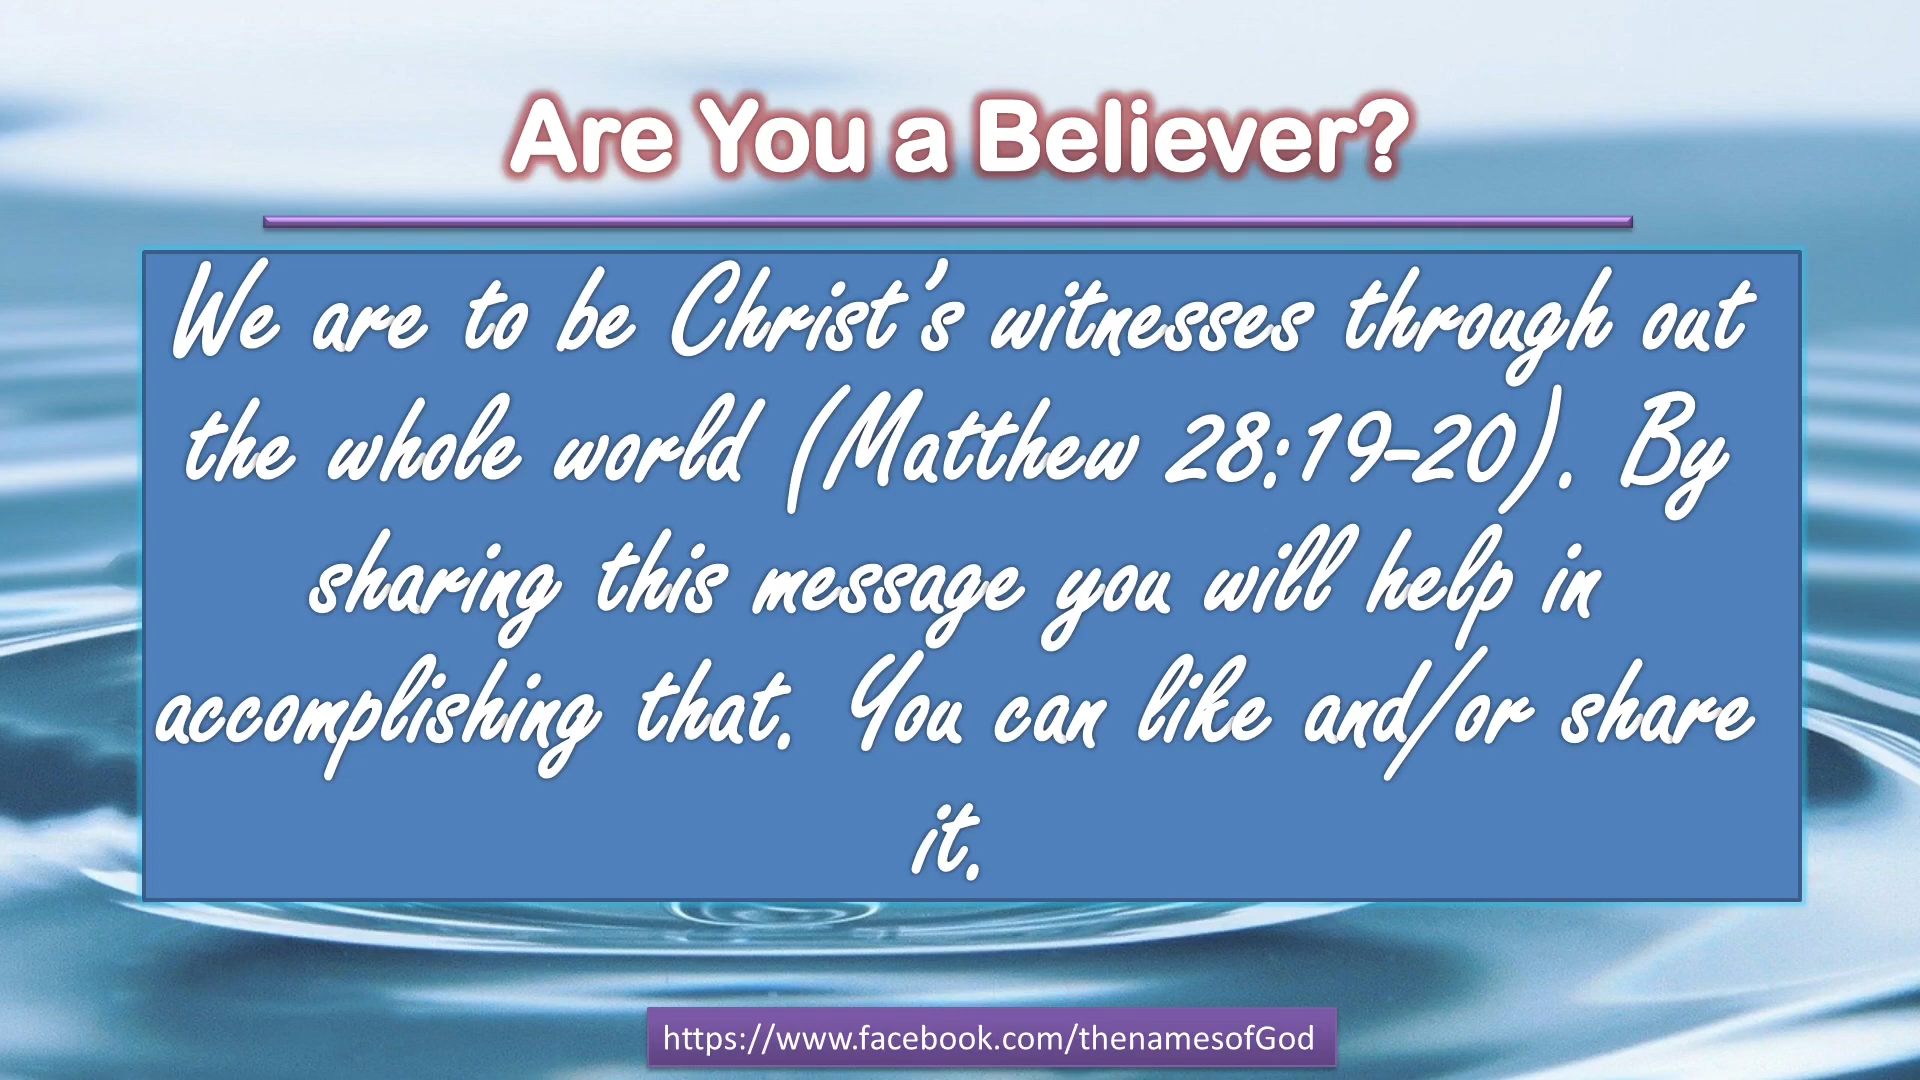 Are You a Believer?
We are to be Christ's witnesses through out
the whole world (Matthew 28:19-20). By
sharing this message you will help in
accomplishing that. You can like and/or share
it.
https://www.facebook.com/thenamesofGod